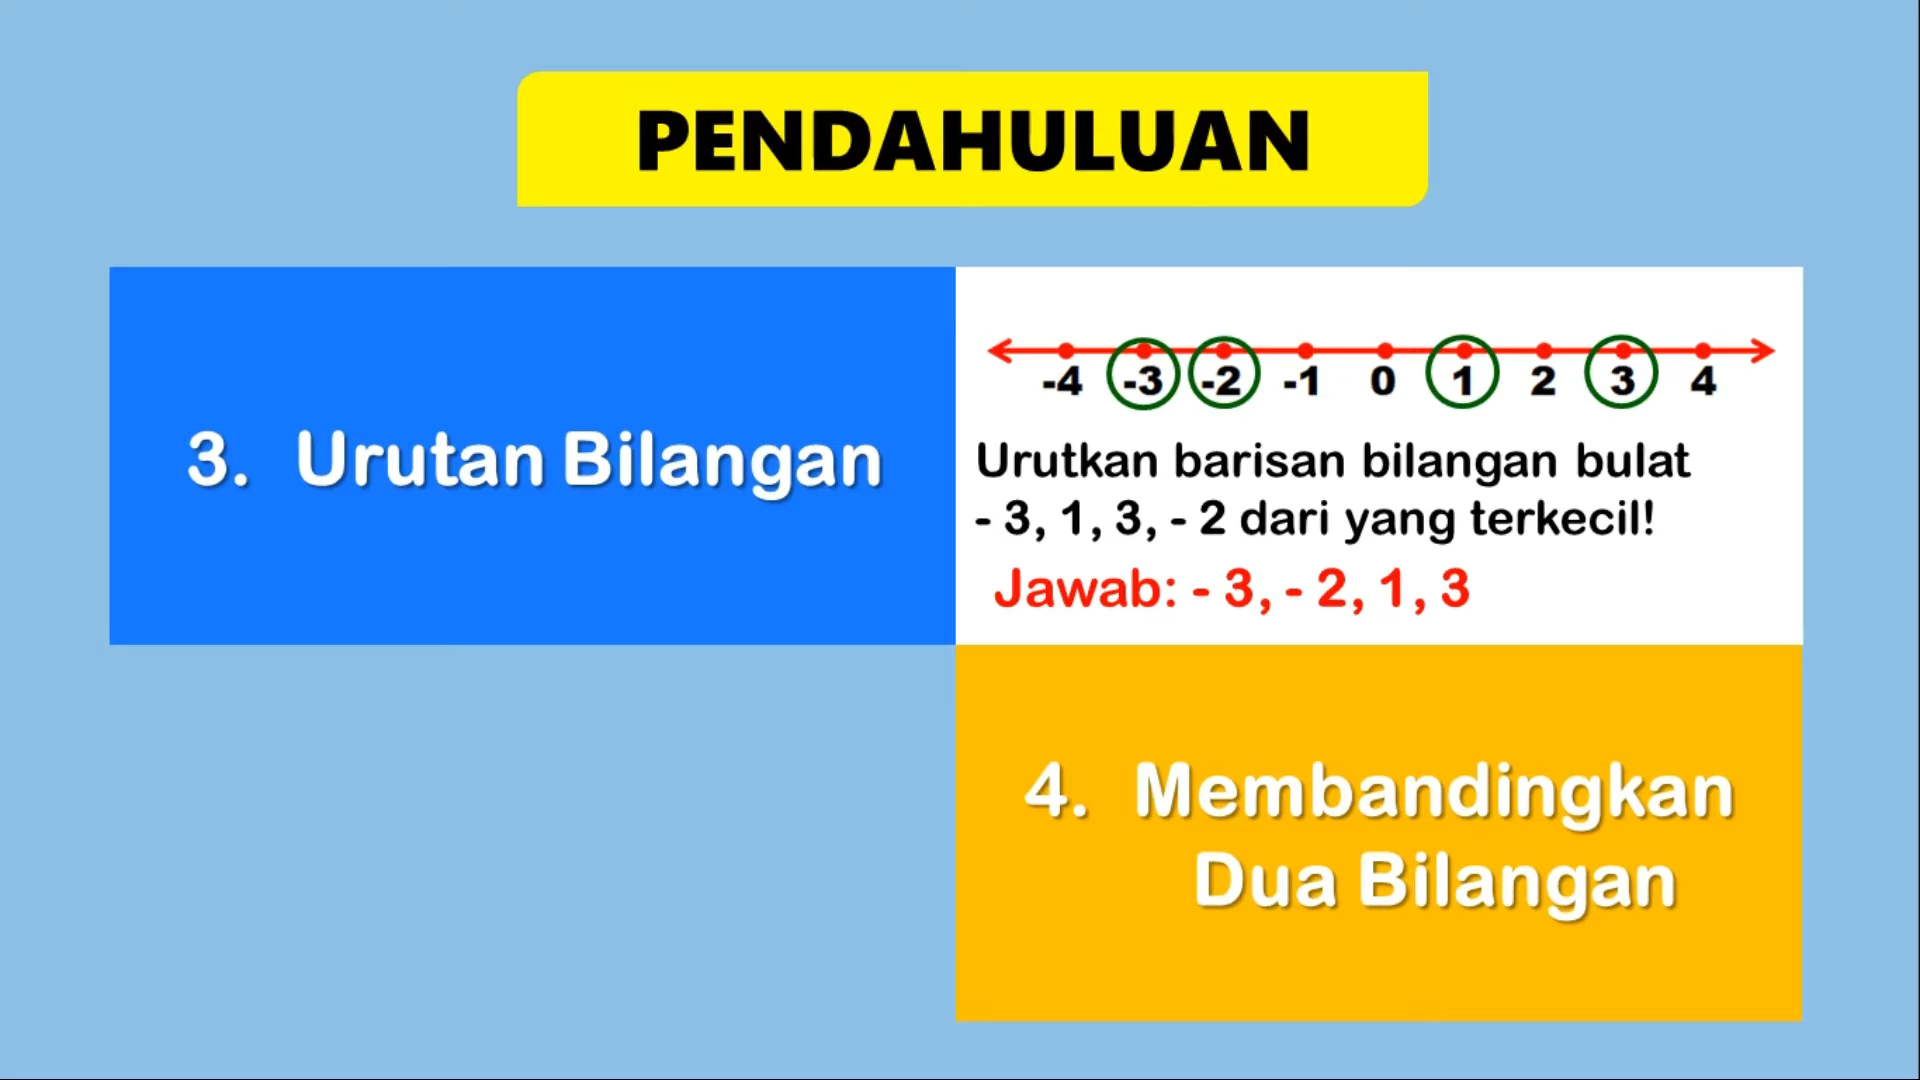 PENDAHULUAN
3. Urutan Bilangan
-4 -3 -2 -1 0 1 2 3 4
Urutkan barisan bilangan bulat
- 3, 1, 3, - 2 dari yang terkecil!
Jawab: - 3, - 2, 1, 3
4. Membandingkan
Dua Bilangan